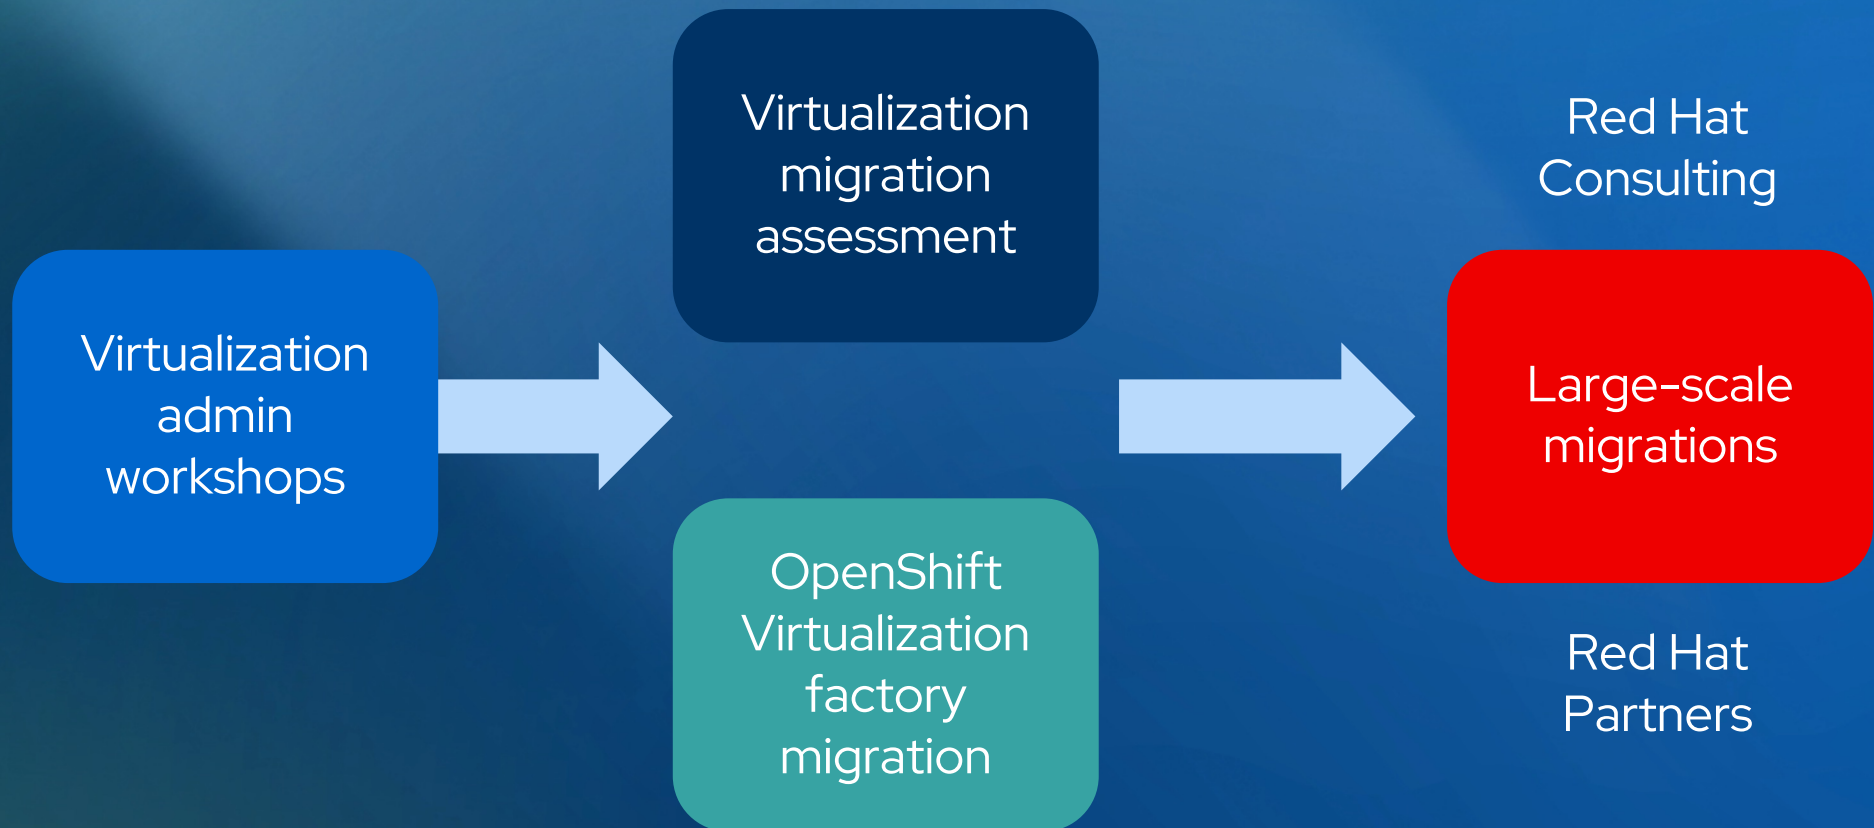 Virtualization
admin
workshops
Virtualization
migration
assessment
OpenShift
Virtualization
factory
migration
Red Hat
Consulting
Large-scale
migrations
Red Hat
Partners